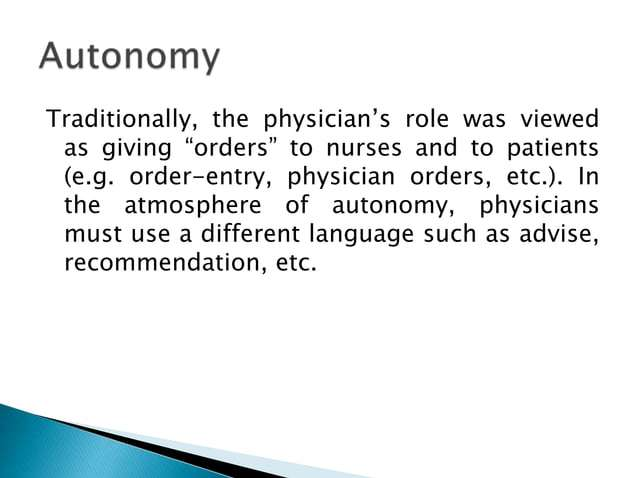 Autonomy
Traditionally, the physician’s role was viewed
as giving “orders” to nurses and to patients
(e.g. order-entry, physician orders, etc.). In
the atmosphere of autonomy, physicians
must use a different language such as advise,
recommendation, etc.